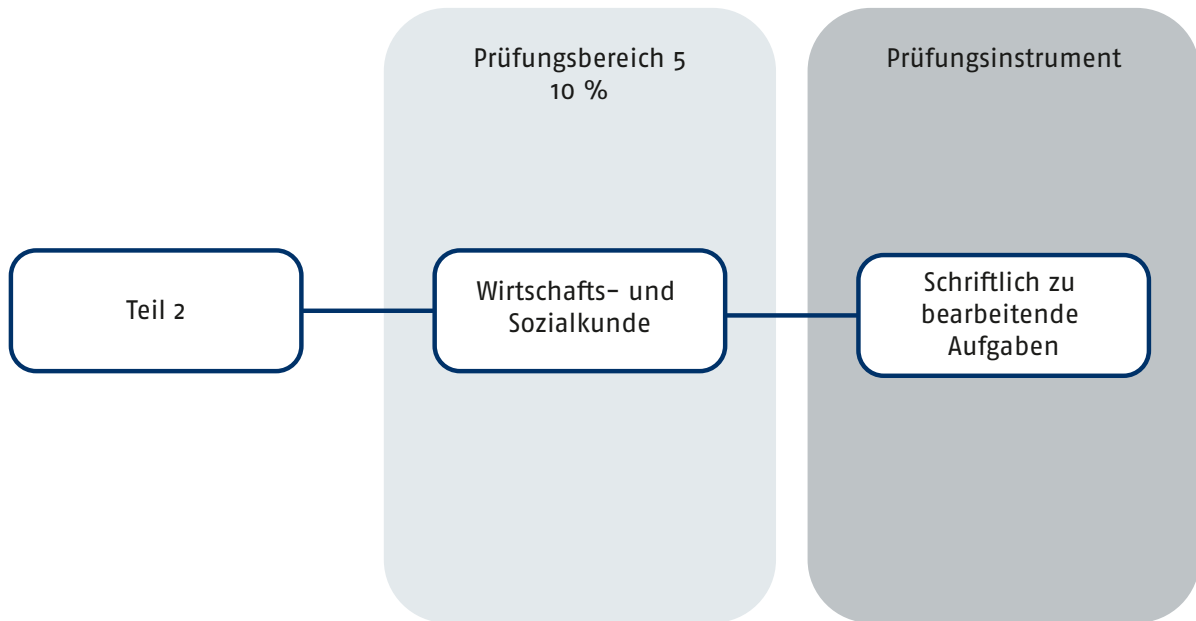 Prüfungsbereich 5
10 %
Prüfungsinstrument
Teil 2
Wirtschafts- und
Sozialkunde
Schriftlich zu
bearbeitende
Aufgaben